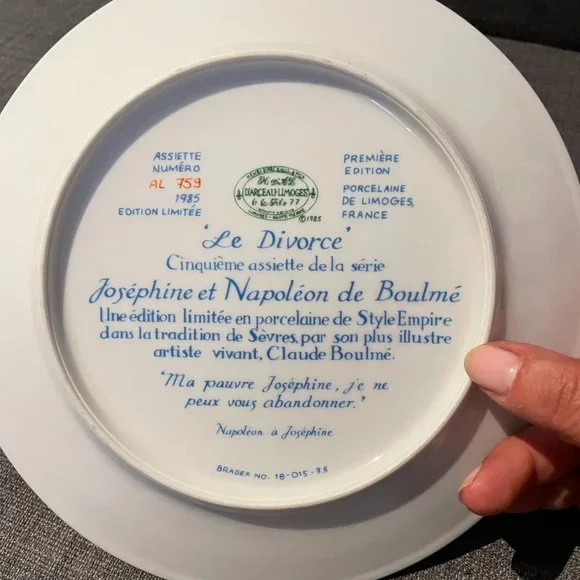 ASSIETTE
NUMÉRO
AL 759
1985
EDITION LIMITÉE
D'ARCEAU-LIMOGES
©1985
PREMIÈRE
EDITION
PORCELAINE
DE LIMOGES,
FRANCE
'Le Divorce'
Cinquième assiette de la série
Joséphine et Napoléon de Boulmé
Une édition limitée en porcelaine de Style Empire
dans la tradition de Sèvres, par son plus illustre
artiste vivant, Claude Boulmé.
'Ma pauvre Joséphine, je ne
peux vous abandonner.'
Napoléon à Joséphine
BRADEX NO. 18-D15-7.5